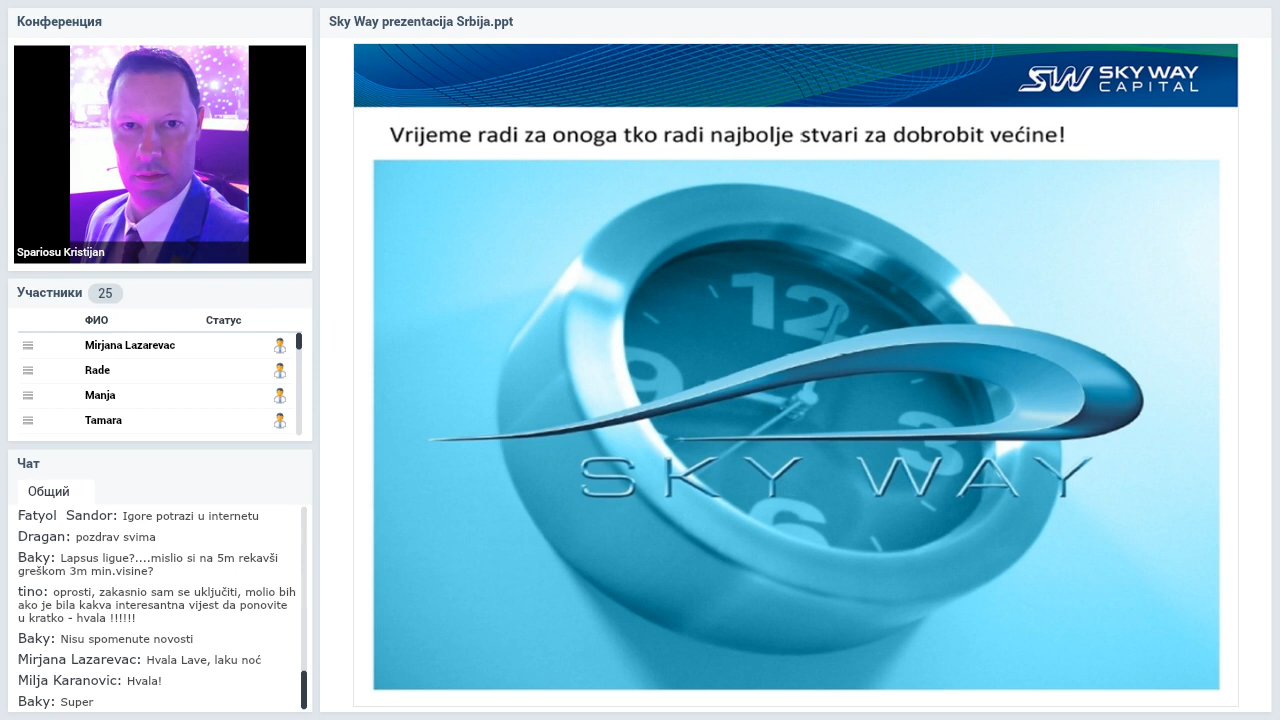 Конференция
Spariosu Kristijan
Участники 25
ФИО Статус
Mirjana Lazarevac
Rade
Manja
Tamara
Чат
Общий
Fatyol Sandor: Igore potrazi u internetu
Dragan: pozdrav svima
Baky: Lapsus ligue?....mislio si na 5m rekavši
greškom 3m min.visine?
tino: oprosti, zakasnio sam se uključiti, molio bih
ako je bila kakva interesantna vijest da ponovite
u kratko - hvala !!!!!!
Baky: Nisu spomenute novosti
Mirjana Lazarevac: Hvala Lave, laku noć
Milja Karanovic: Hvala!
Baky: Super
Sky Way prezentacija Srbija.ppt
SW SKY WAY
CAPITAL
Vrijeme radi za onoga tko radi najbolje stvari za dobrobit većine!
12
9
3
6
SKY WAY